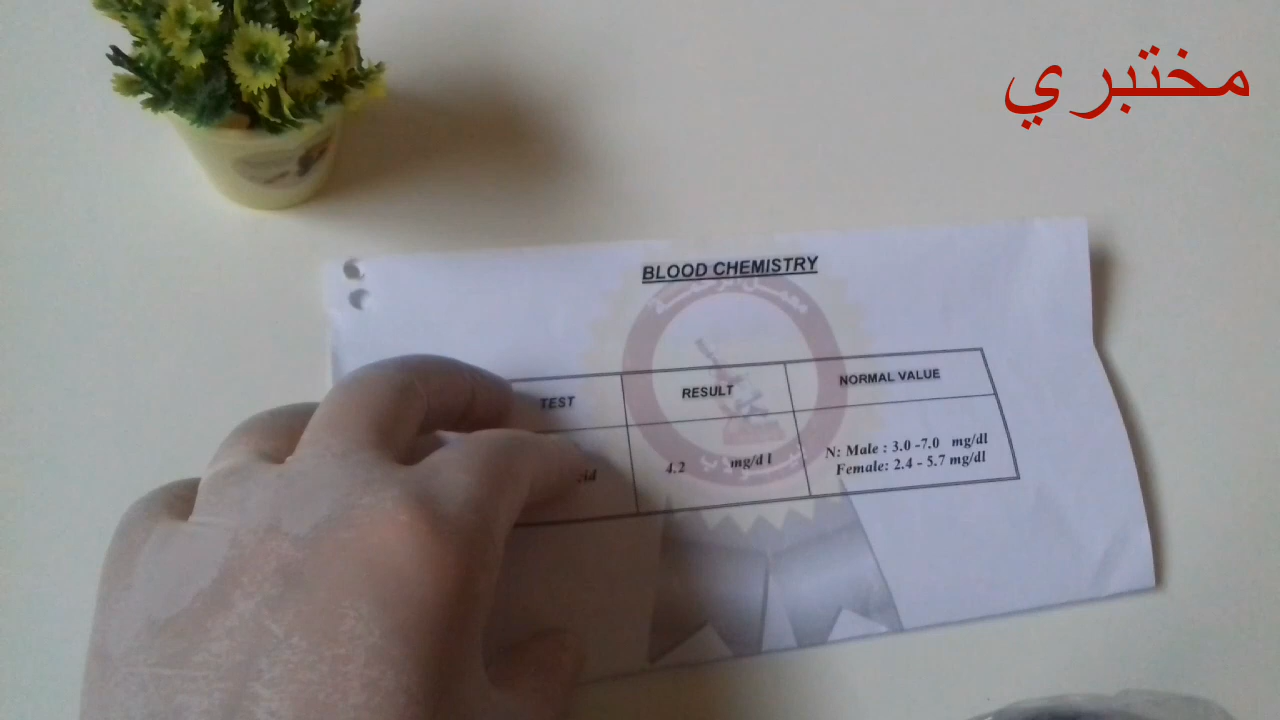 مختبري
BLOOD CHEMISTRY
TEST RESULT NORMAL VALUE
4.2 mg/d l
N: Male : 3.0 -7.0 mg/dl
Female: 2.4 - 5.7 mg/dl